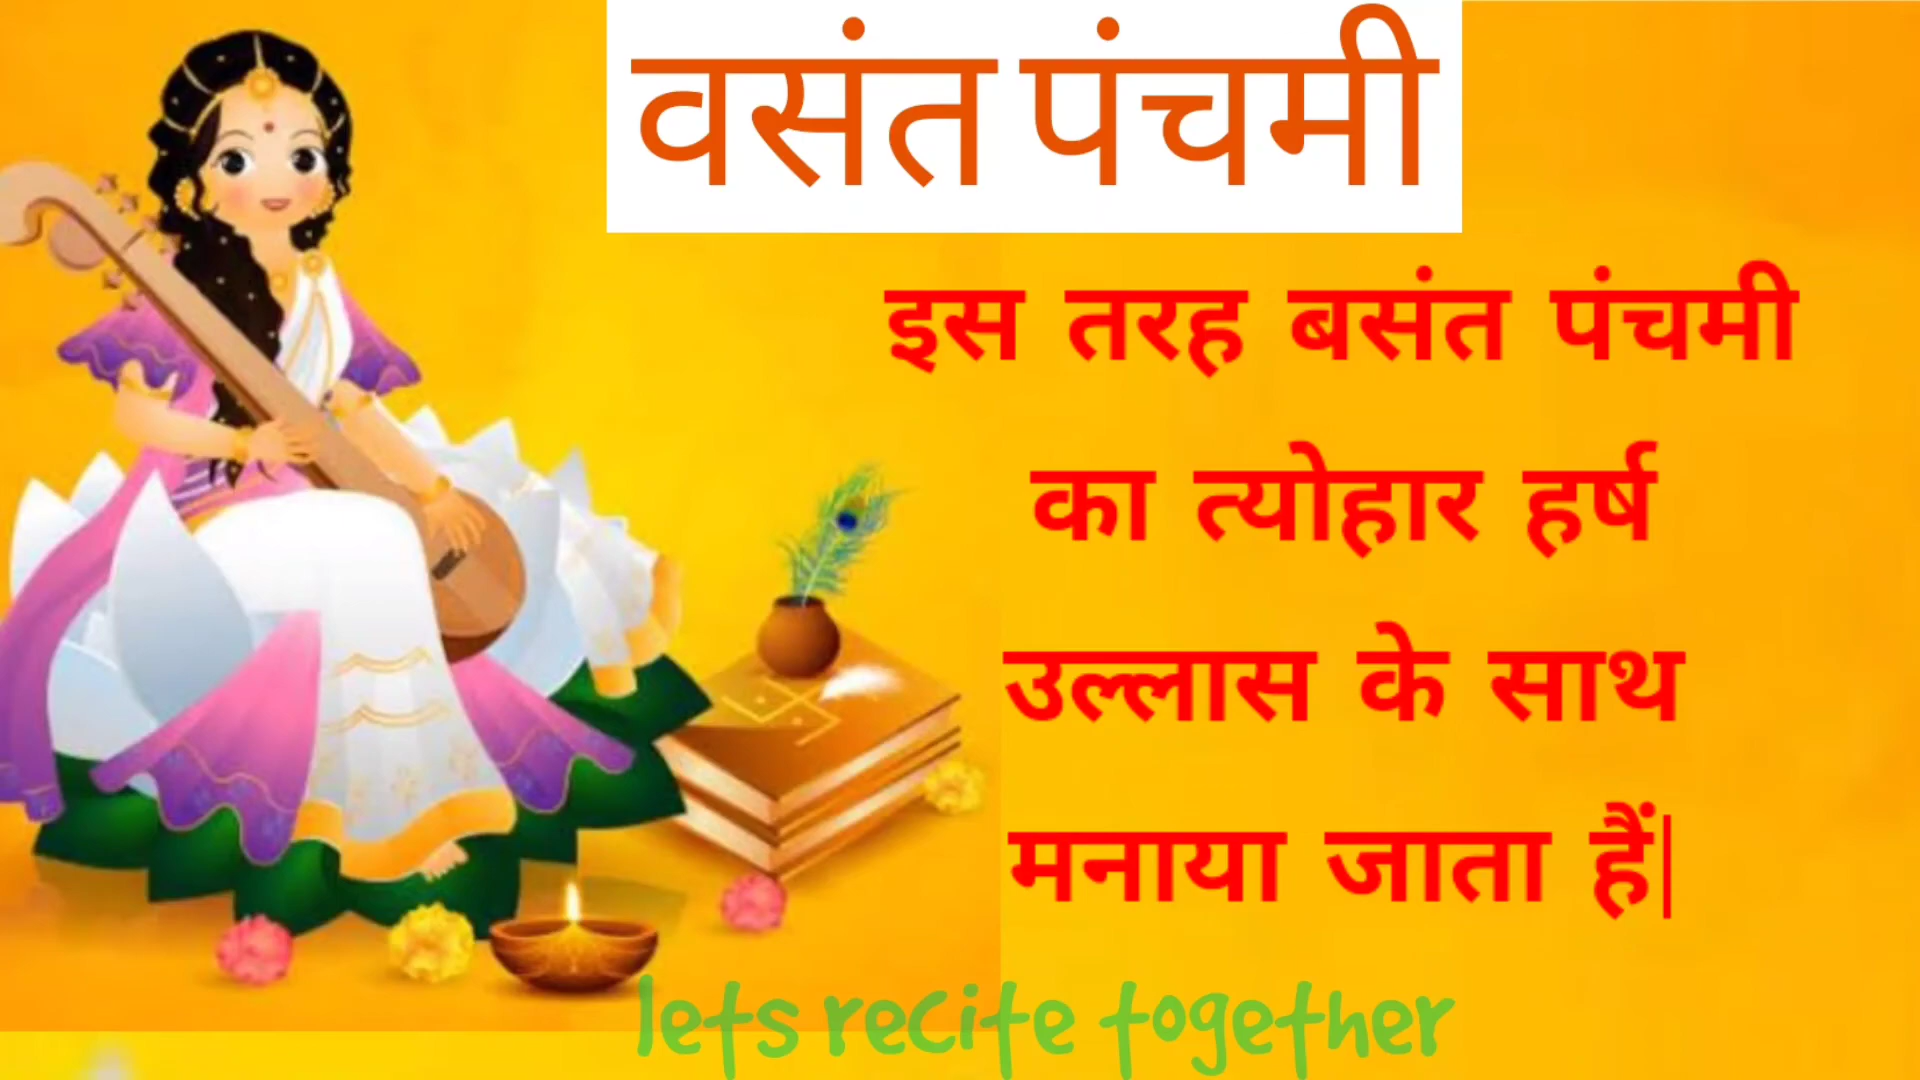 वसंत पंचमी
इस तरह बसंत पंचमी
का त्योहार हर्ष
उल्लास के साथ
मनाया जाता हैं|
lets recite together